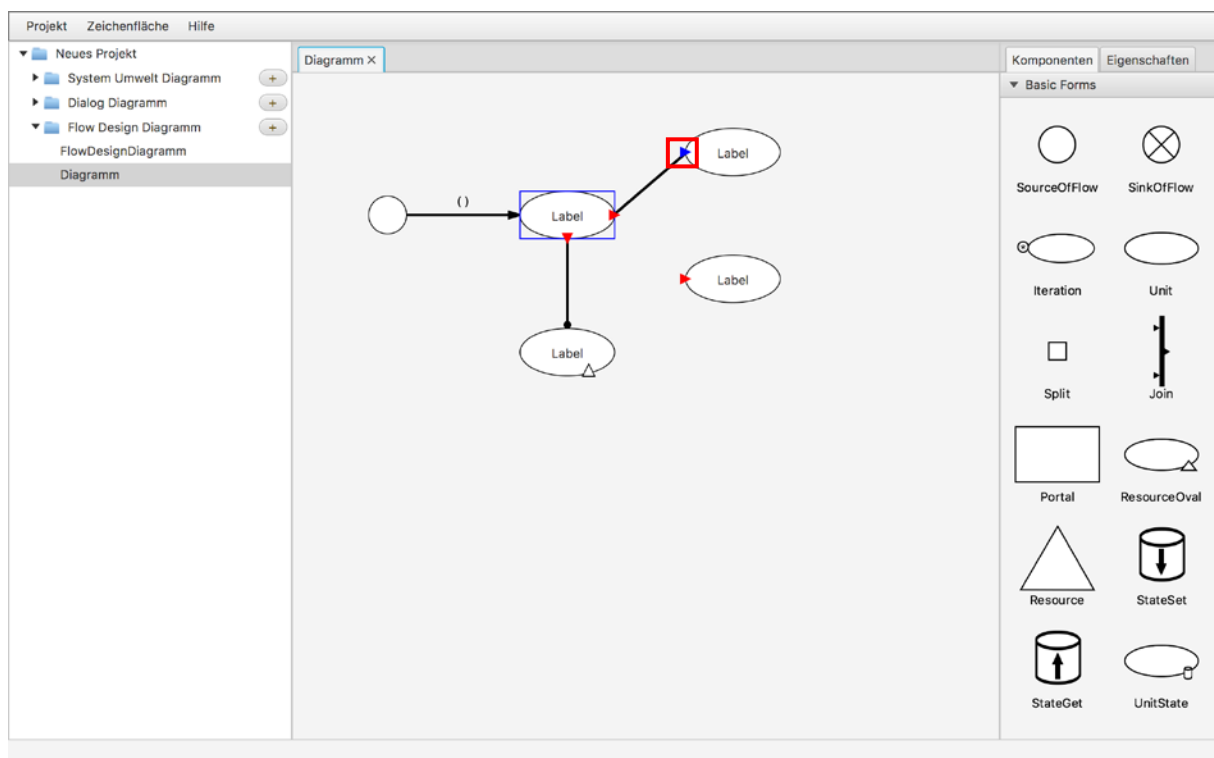 Projekt Zeichenfläche Hilfe
Neues Projekt
System Umwelt Diagramm +
Dialog Diagramm +
Flow Design Diagramm +
FlowDesignDiagramm
Diagramm
Diagramm ×
Label
( )
Label
Label
Label
Komponenten Eigenschaften
Basic Forms
SourceOfFlow SinkOfFlow
Iteration Unit
Split Join
Portal ResourceOval
Resource StateSet
StateGet UnitState